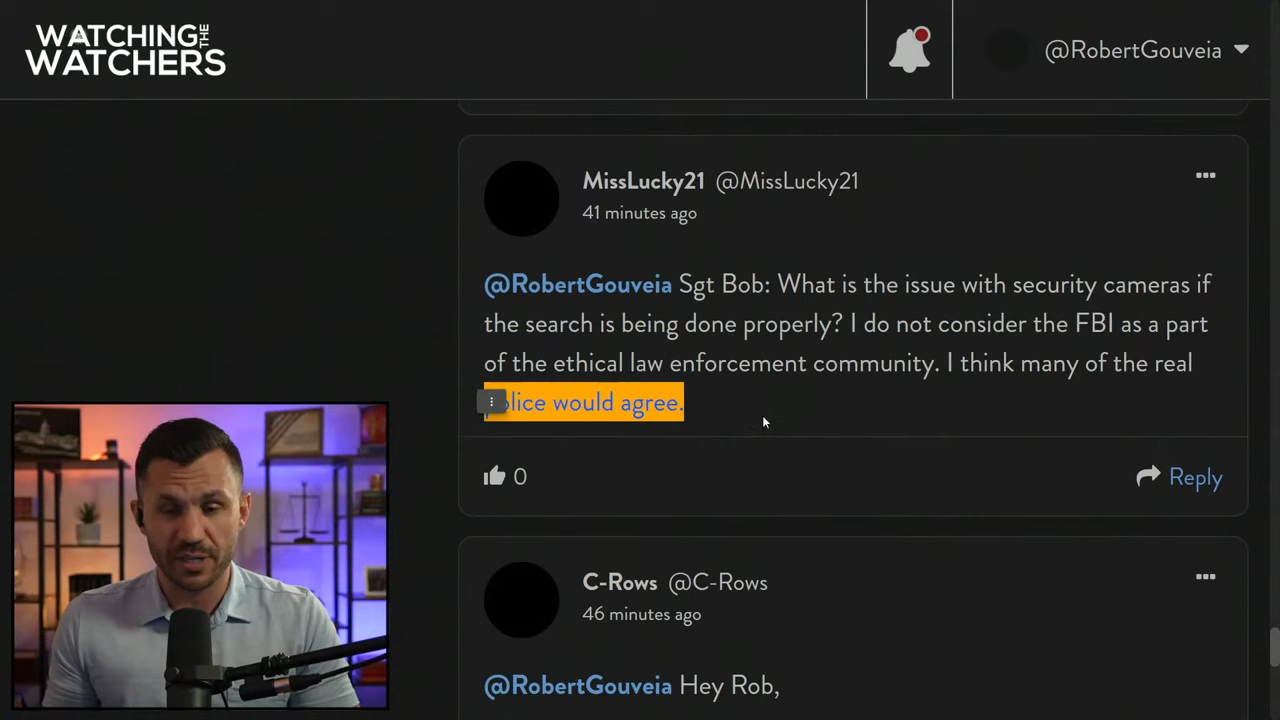 WATCHING THE
WATCHERS
@RobertGouveia
MissLucky21 @MissLucky21
41 minutes ago
@RobertGouveia Sgt Bob: What is the issue with security cameras if
the search is being done properly? I do not consider the FBI as a part
of the ethical law enforcement community. I think many of the real
police would agree.
0
Reply
C-Rows @C-Rows
46 minutes ago
@RobertGouveia Hey Rob,